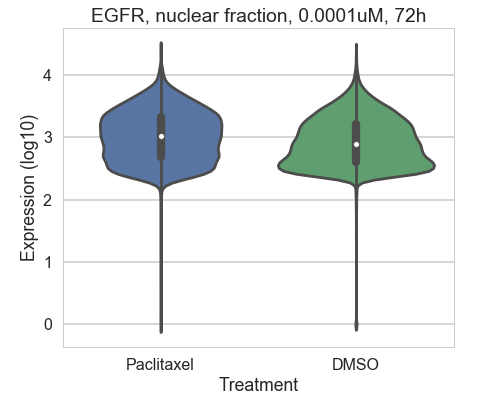 EGFR, nuclear fraction, 0.0001uM, 72h
Expression (log10)
4
3
2
1
0
Paclitaxel DMSO
Treatment